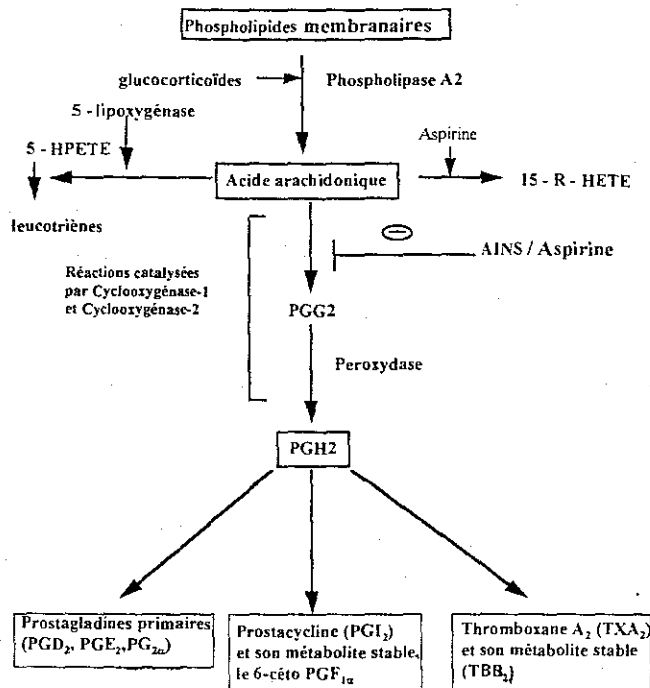 Phospholipides membranaires
glucocorticoïdes
Phospholipase A2
5 - lipoxygénase
Aspirine
5 - HPETE
Acide arachidonique
15 - R - HETE
leucotriènes
AINS / Aspirine
Réactions catalysées
par Cyclooxygénase-1
et Cyclooxygénase-2
PGG2
Peroxydase
PGH2
Prostagladines primaires
(PGD2, PGE2,PG2α)
Prostacycline (PGI2)
et son métabolite stable,
le 6-céto PGF1α
Thromboxane A2 (TXA2)
et son métabolite stable
(TBB2)